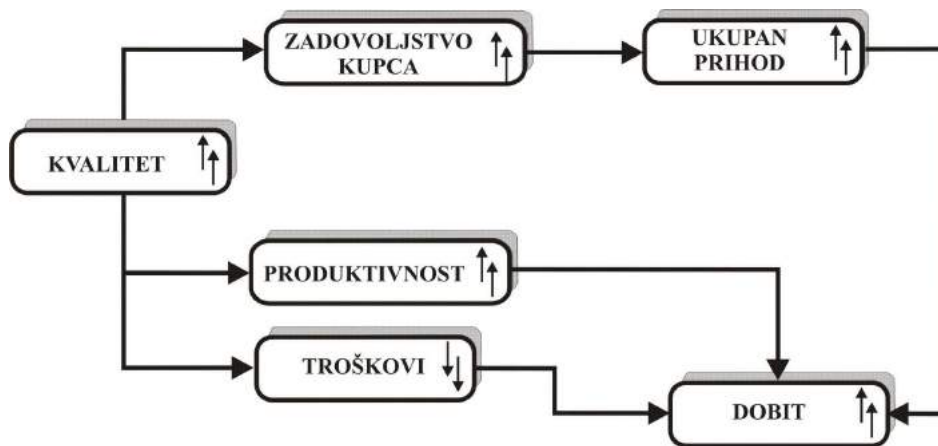 ZADOVOLJSTVO
KUPCA
UKUPAN
PRIHOD
KVALITET
PRODUKTIVNOST
TROŠKOVI
DOBIT